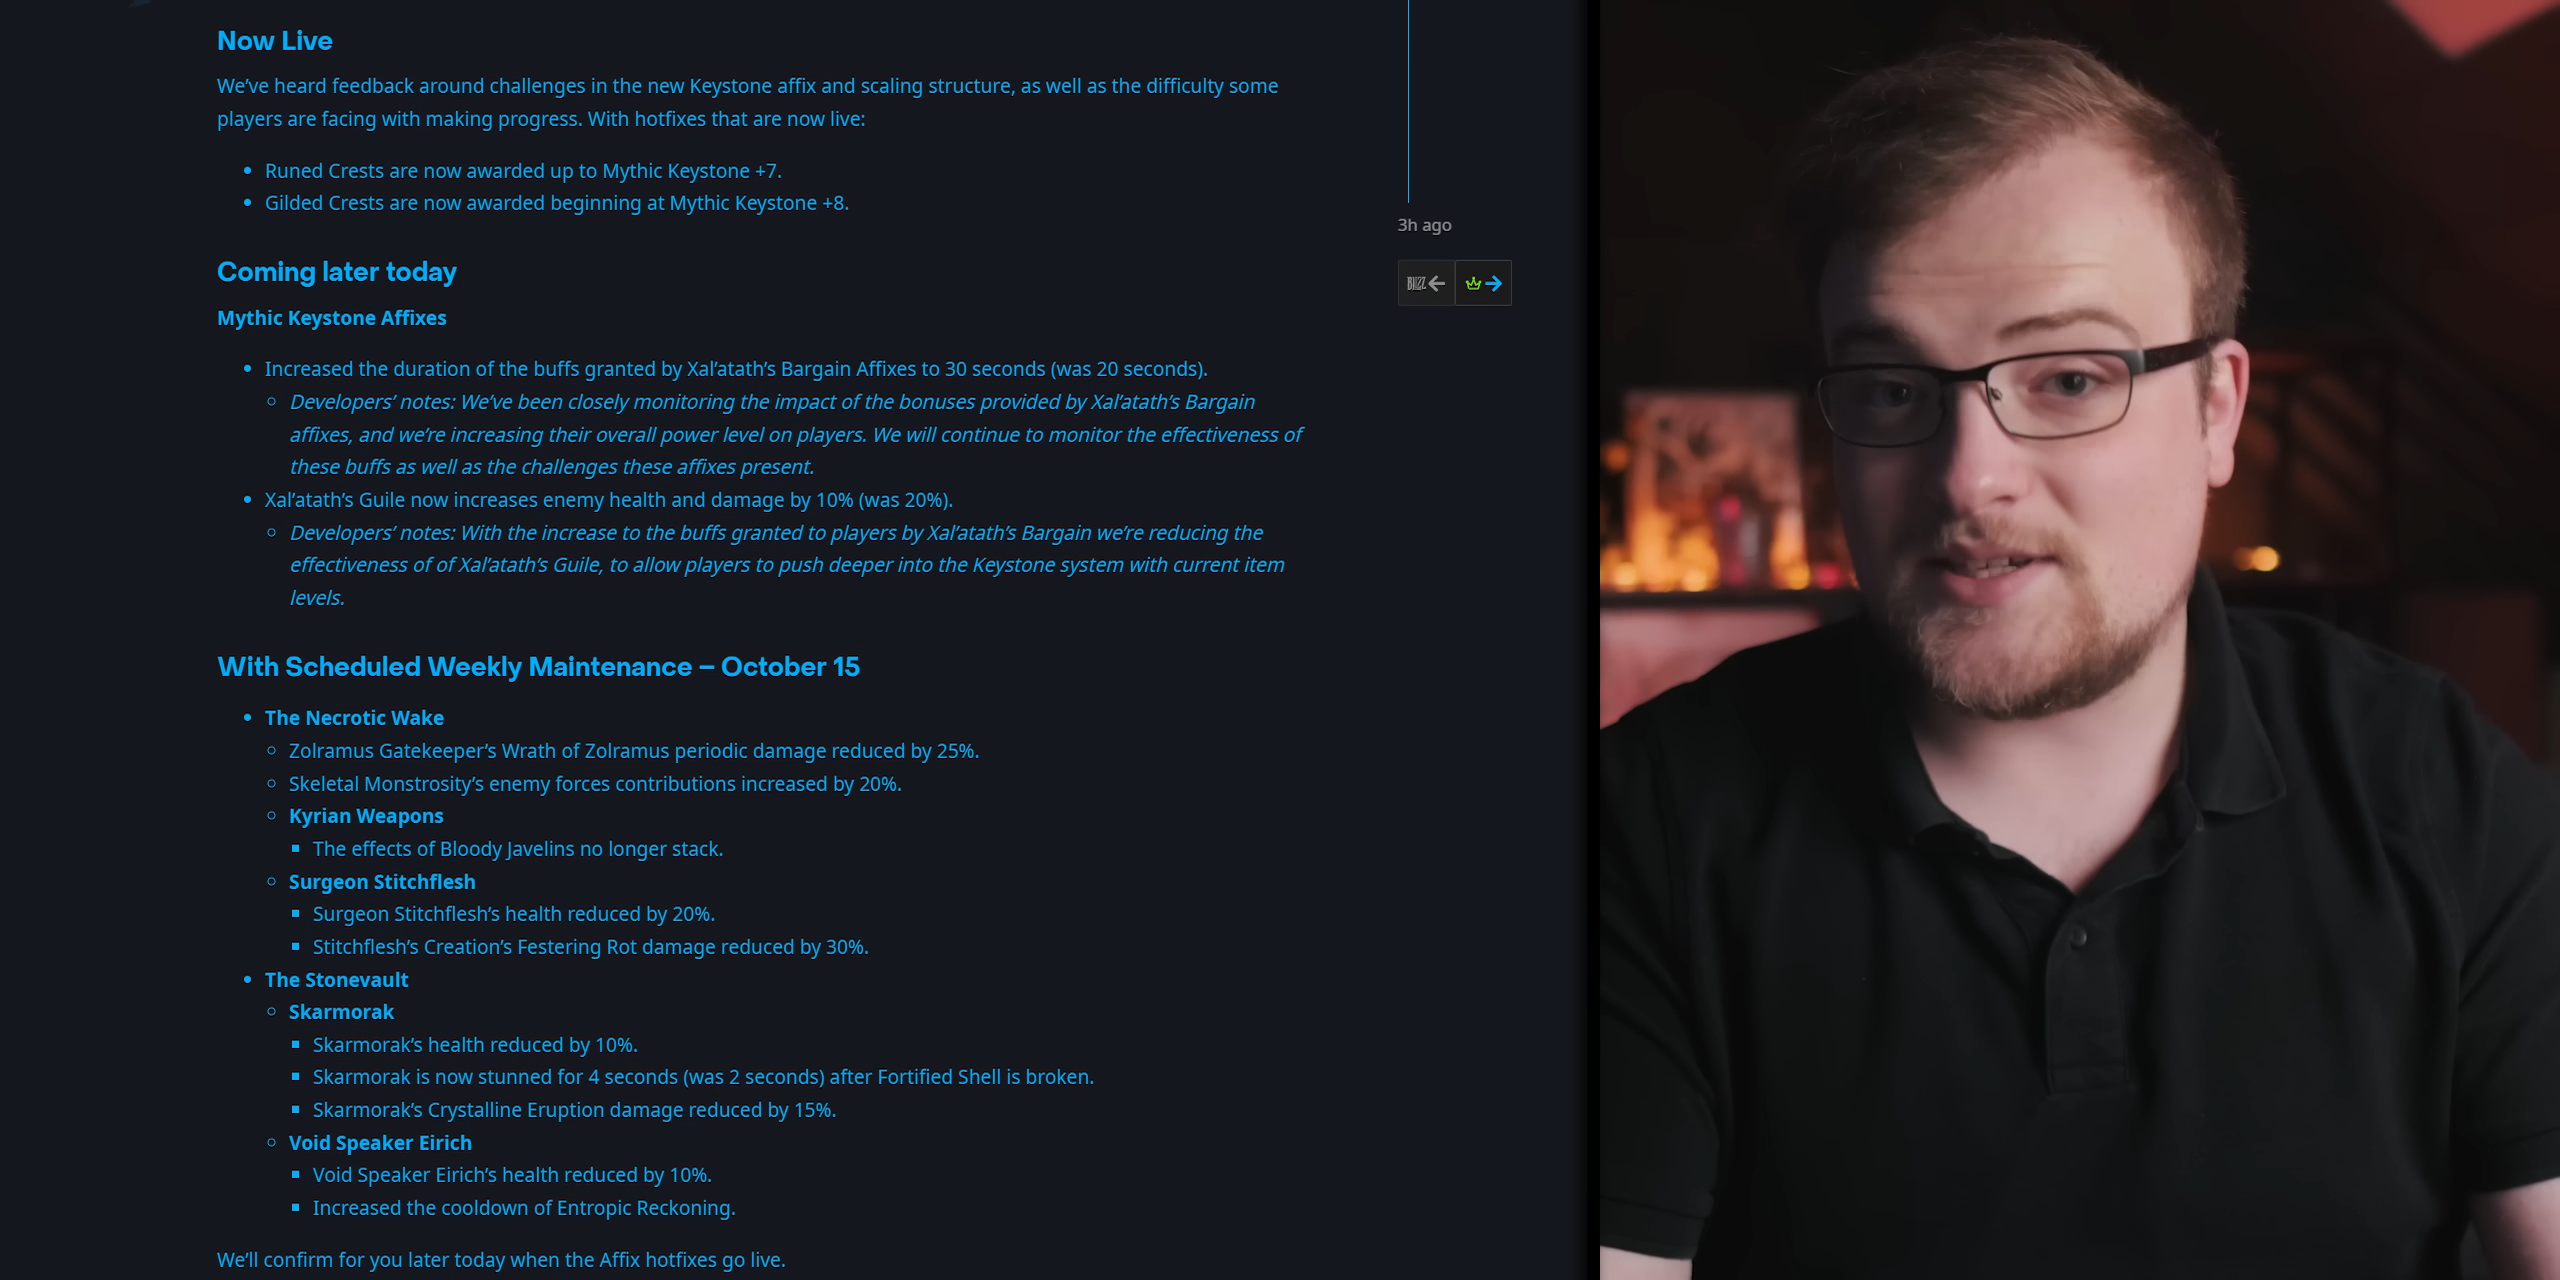 Now Live
We've heard feedback around challenges in the new Keystone affix and scaling structure, as well as the difficulty some
players are facing with making progress. With hotfixes that are now live:
Runed Crests are now awarded up to Mythic Keystone +7.
Gilded Crests are now awarded beginning at Mythic Keystone +8.
3h ago
BLIZZ
Coming later today
Mythic Keystone Affixes
Increased the duration of the buffs granted by Xal'atath's Bargain Affixes to 30 seconds (was 20 seconds).
Developers' notes: We've been closely monitoring the impact of the bonuses provided by Xal'atath's Bargain
affixes, and we're increasing their overall power level on players. We will continue to monitor the effectiveness of
these buffs as well as the challenges these affixes present.
Xal'atath's Guile now increases enemy health and damage by 10% (was 20%).
Developers' notes: With the increase to the buffs granted to players by Xal'atath's Bargain we're reducing the
effectiveness of of Xal'atath's Guile, to allow players to push deeper into the Keystone system with current item
levels.
With Scheduled Weekly Maintenance – October 15
The Necrotic Wake
Zolramus Gatekeeper's Wrath of Zolramus periodic damage reduced by 25%.
Skeletal Monstrosity's enemy forces contributions increased by 20%.
Kyrian Weapons
The effects of Bloody Javelins no longer stack.
Surgeon Stitchflesh
Surgeon Stitchflesh's health reduced by 20%.
Stitchflesh's Creation's Festering Rot damage reduced by 30%.
The Stonevault
Skarmorak
Skarmorak's health reduced by 10%.
Skarmorak is now stunned for 4 seconds (was 2 seconds) after Fortified Shell is broken.
Skarmorak's Crystalline Eruption damage reduced by 15%.
Void Speaker Eirich
Void Speaker Eirich's health reduced by 10%.
Increased the cooldown of Entropic Reckoning.
We'll confirm for you later today when the Affix hotfixes go live.